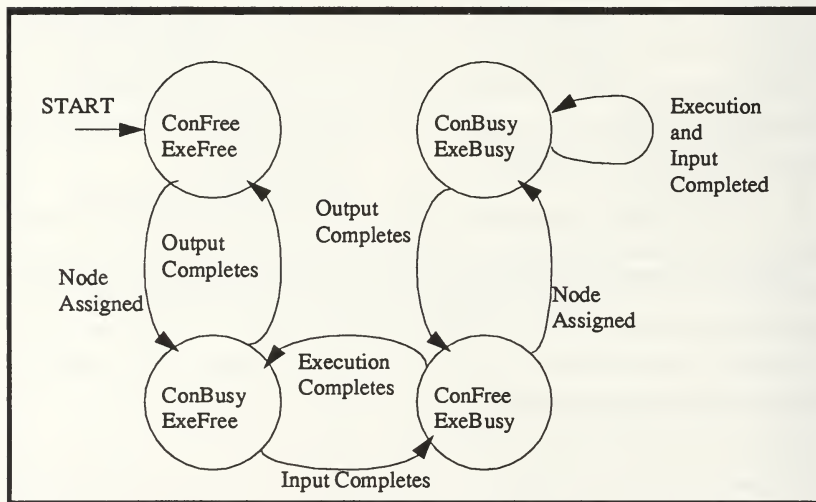 START
ConFree
ExeFree
ConBusy
ExeBusy
Execution
and
Input
Completed
Output
Completes
Output
Completes
Node
Assigned
Node
Assigned
Execution
Completes
ConBusy
ExeFree
ConFree
ExeBusy
Input Completes